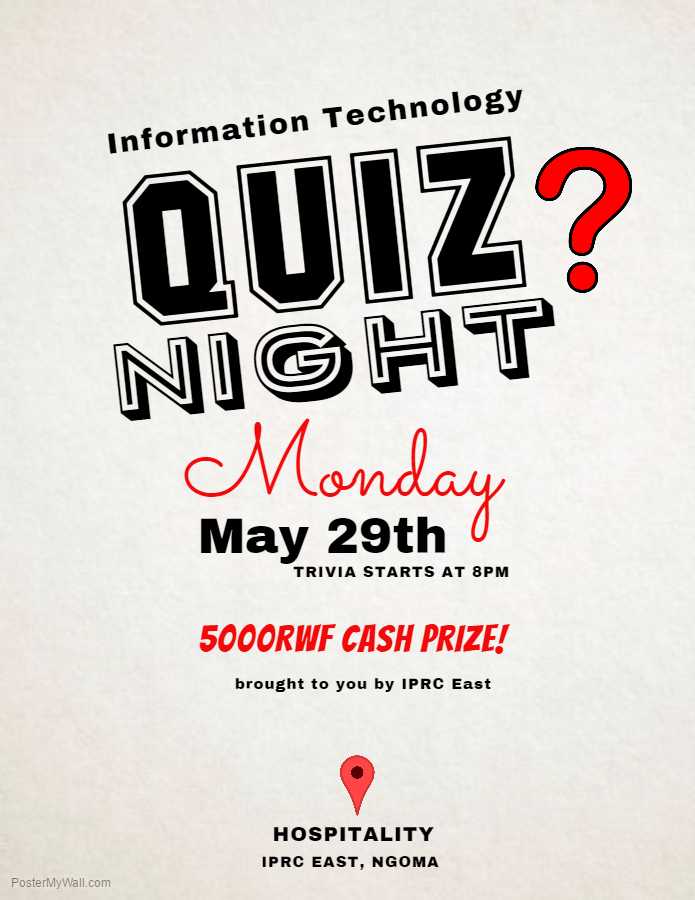 Information Technology
QUIZ?
NIGHT
Monday
May 29th
TRIVIA STARTS AT 8PM
5000RWF CASH PRIZE!
brought to you by IPRC East
HOSPITALITY
IPRC EAST, NGOMA
PosterMyWall.com